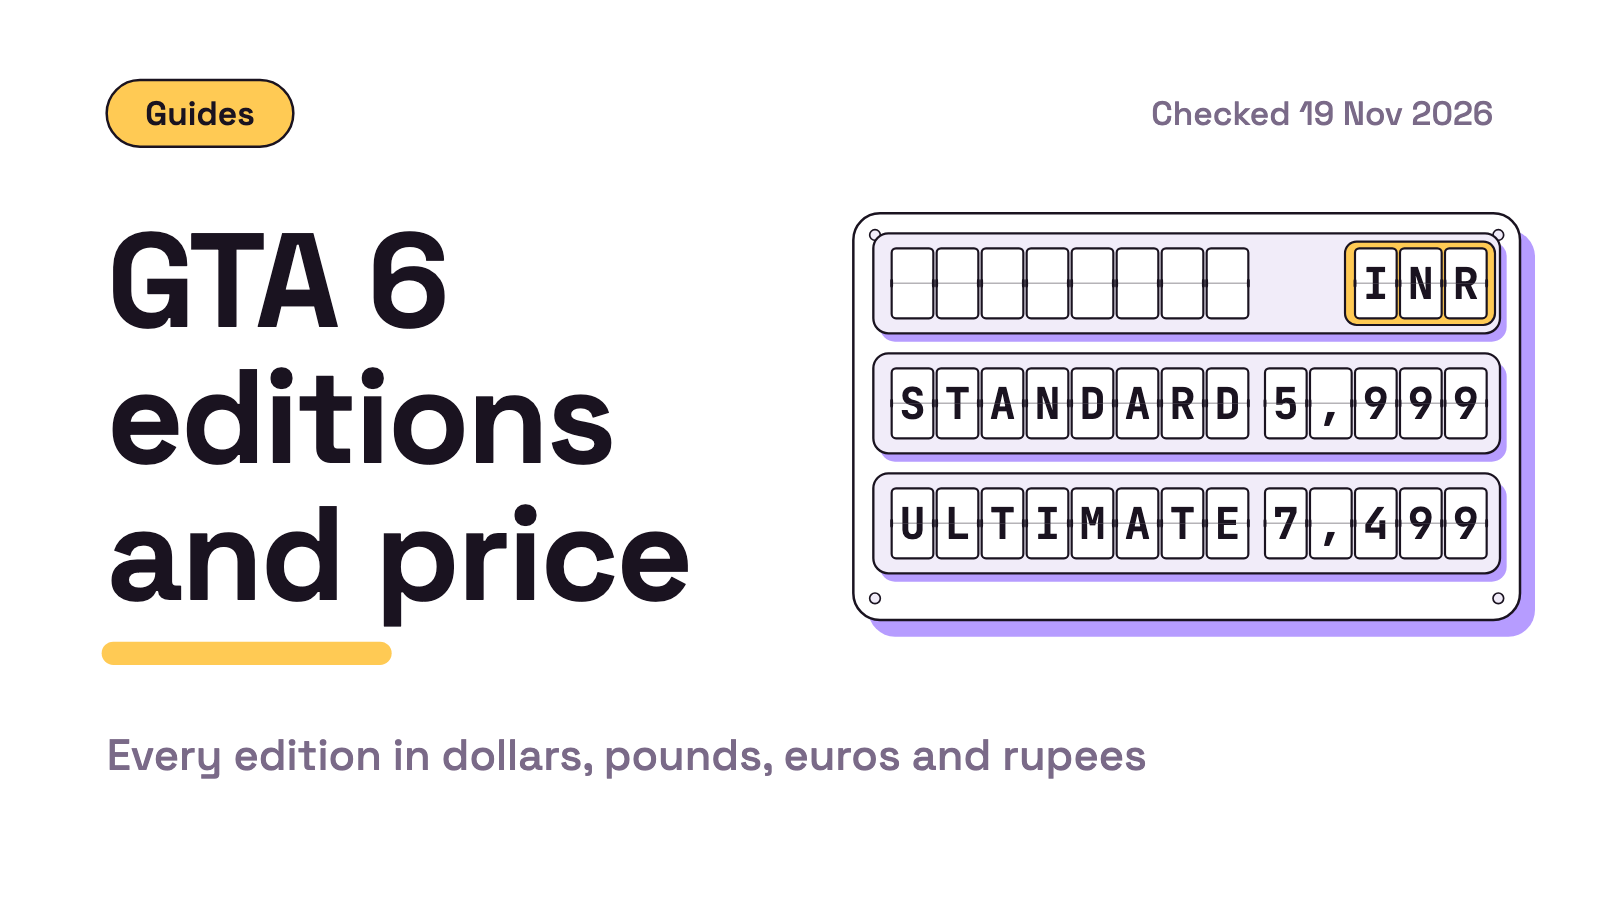 Guides
Checked 19 Nov 2026
GTA 6
editions
and price
INR
STANDARD 5,999
ULTIMATE 7,499
Every edition in dollars, pounds, euros and rupees